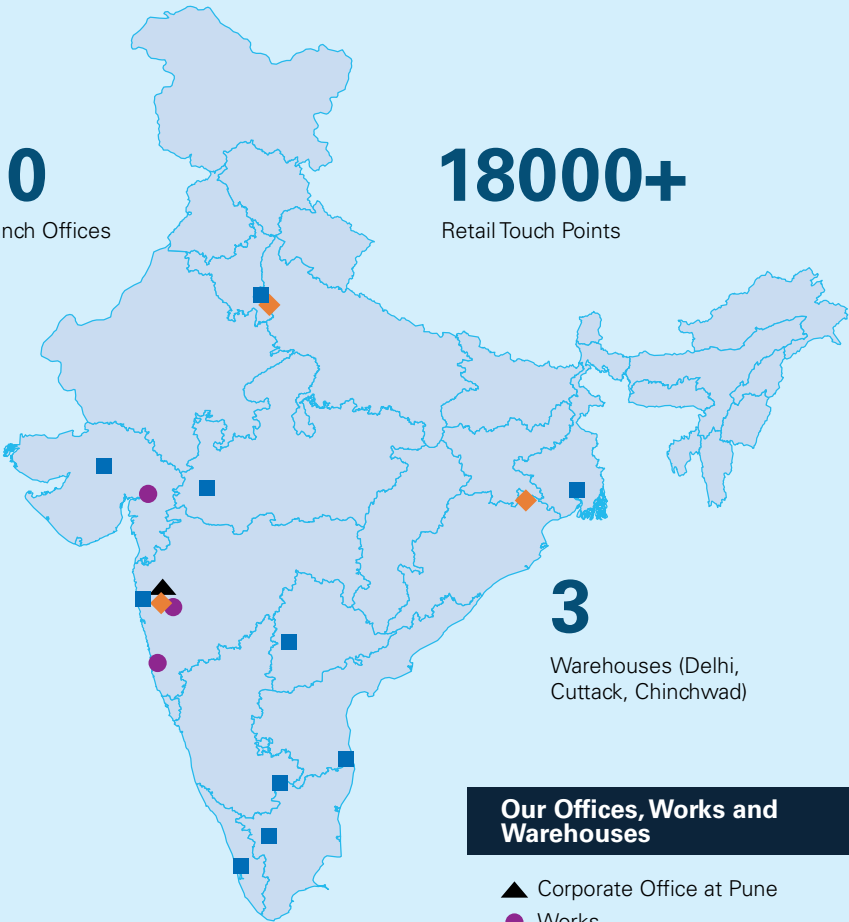 0
nch Offices
18000+
Retail Touch Points
3
Warehouses (Delhi,
Cuttack, Chinchwad)
Our Offices, Works and
Warehouses
Corporate Office at Pune
Works